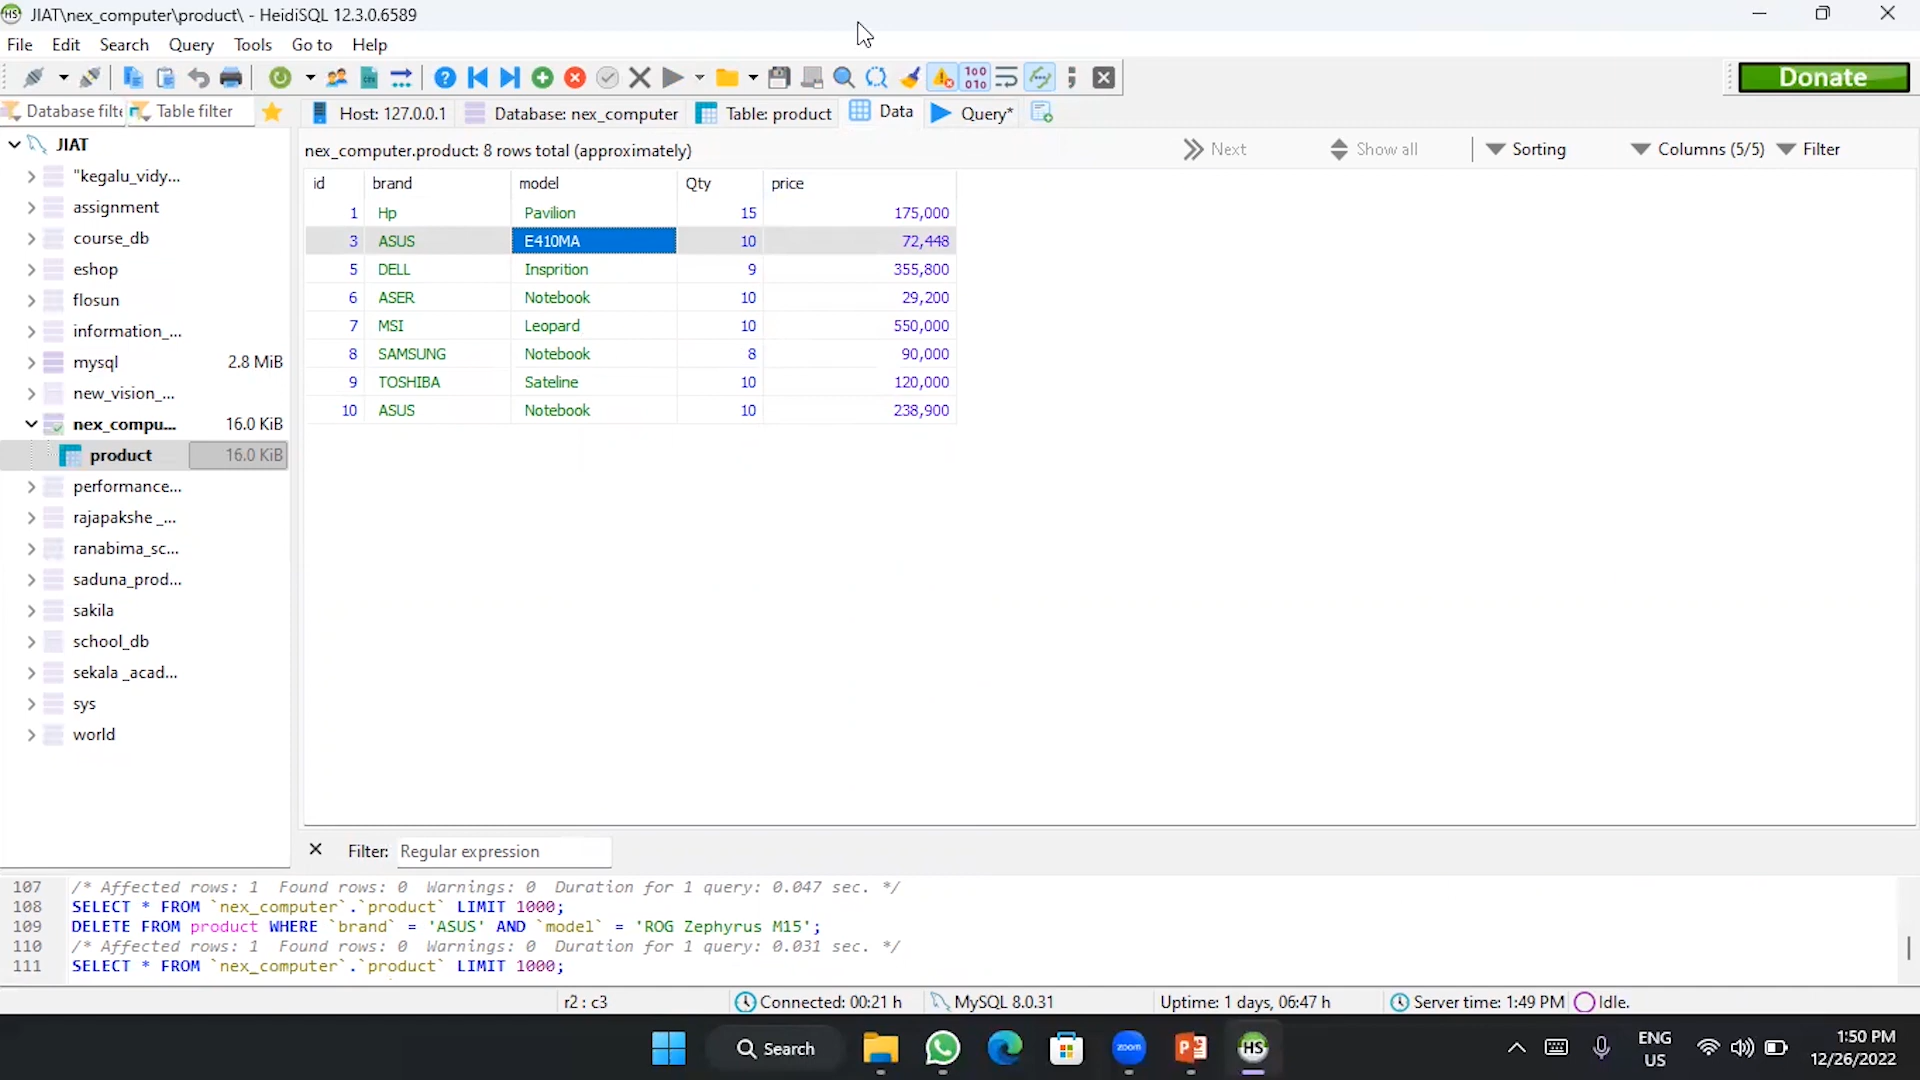 JIAT\nex_computer\product\ - HeidiSQL 12.3.0.6589
File Edit Search Query Tools Go to Help
Donate
Database filte Table filter Host: 127.0.0.1 Database: nex_computer Table: product Data Query*
JIAT
"kegalu_vidy...
assignment
course_db
eshop
flosun
information_...
mysql 2.8 MiB
new_vision_...
nex_compu... 16.0 KiB
product 16.0 KiB
performance...
rajapakshe _...
ranabima_sc...
saduna_prod...
sakila
school_db
sekala _acad...
sys
world
nex_computer.product: 8 rows total (approximately) Next Show all Sorting Columns (5/5) Filter
id brand model Qty price
1 Hp Pavilion 15 175,000
3 ASUS E410MA 10 72,448
5 DELL Insprition 9 355,800
6 ASER Notebook 10 29,200
7 MSI Leopard 10 550,000
8 SAMSUNG Notebook 8 90,000
9 TOSHIBA Sateline 10 120,000
10 ASUS Notebook 10 238,900
Filter: Regular expression
107 /* Affected rows: 1 Found rows: 0 Warnings: 0 Duration for 1 query: 0.047 sec. */
108 SELECT * FROM `nex_computer`.`product` LIMIT 1000;
109 DELETE FROM product WHERE `brand` = 'ASUS' AND `model` = 'ROG Zephyrus M15';
110 /* Affected rows: 1 Found rows: 0 Warnings: 0 Duration for 1 query: 0.031 sec. */
111 SELECT * FROM `nex_computer`.`product` LIMIT 1000;
r2 : c3 Connected: 00:21 h MySQL 8.0.31 Uptime: 1 days, 06:47 h Server time: 1:49 PM Idle.
Search zoom HS ENG US 1:50 PM
12/26/2022